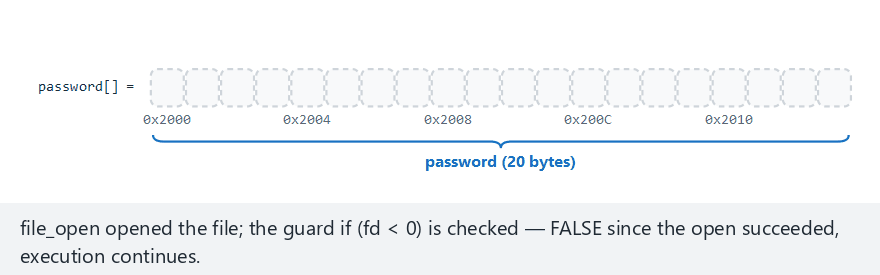 password[] =
0x2000 0x2004 0x2008 0x200C 0x2010
password (20 bytes)
file_open opened the file; the guard if (fd < 0) is checked — FALSE since the open succeeded,
execution continues.